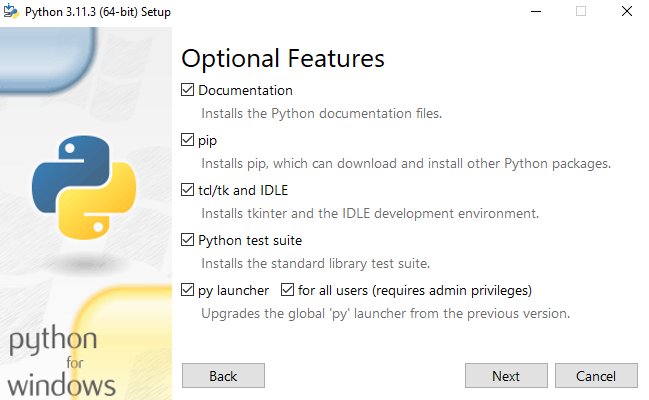 Python 3.11.3 (64-bit) Setup
Optional Features
Documentation
Installs the Python documentation files.
pip
Installs pip, which can download and install other Python packages.
tcl/tk and IDLE
Installs tkinter and the IDLE development environment.
Python test suite
Installs the standard library test suite.
py launcher for all users (requires admin privileges)
Upgrades the global 'py' launcher from the previous version.
python
for
windows
Back Next Cancel